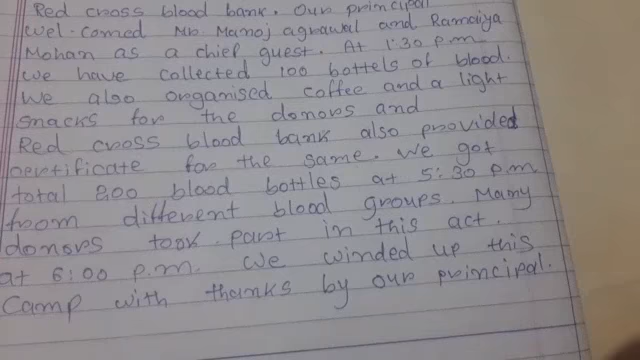 Red cross blood bank. Our principal
Wel-comed Mr. Manoj agrawal and Ramaiya
Mohan as a chief guest. At 1:30 p.m.
We have collected 100 bottels of blood.
We also organised coffee and a light
snacks for the donors and
Red cross blood bank also provided
certificate for the same. We got
total 200 blood bottles at 5:30 p.m.
from different blood groups. Many
donors took part in this act.
at 6:00 p.m. We winded up this
Camp with thanks by our principal.